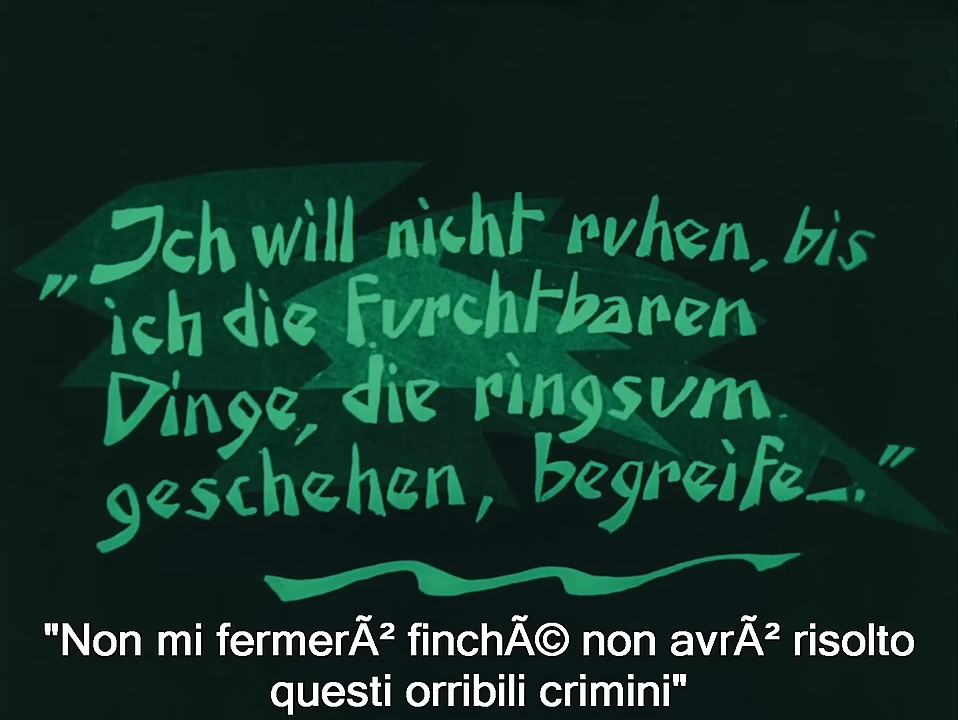 „Ich will nicht ruhen, bis
ich die Furchtbaren
Dinge, die ringsum
geschehen, begreife_."
"Non mi fermerÃ² finchÃ© non avrÃ² risolto
questi orribili crimini"